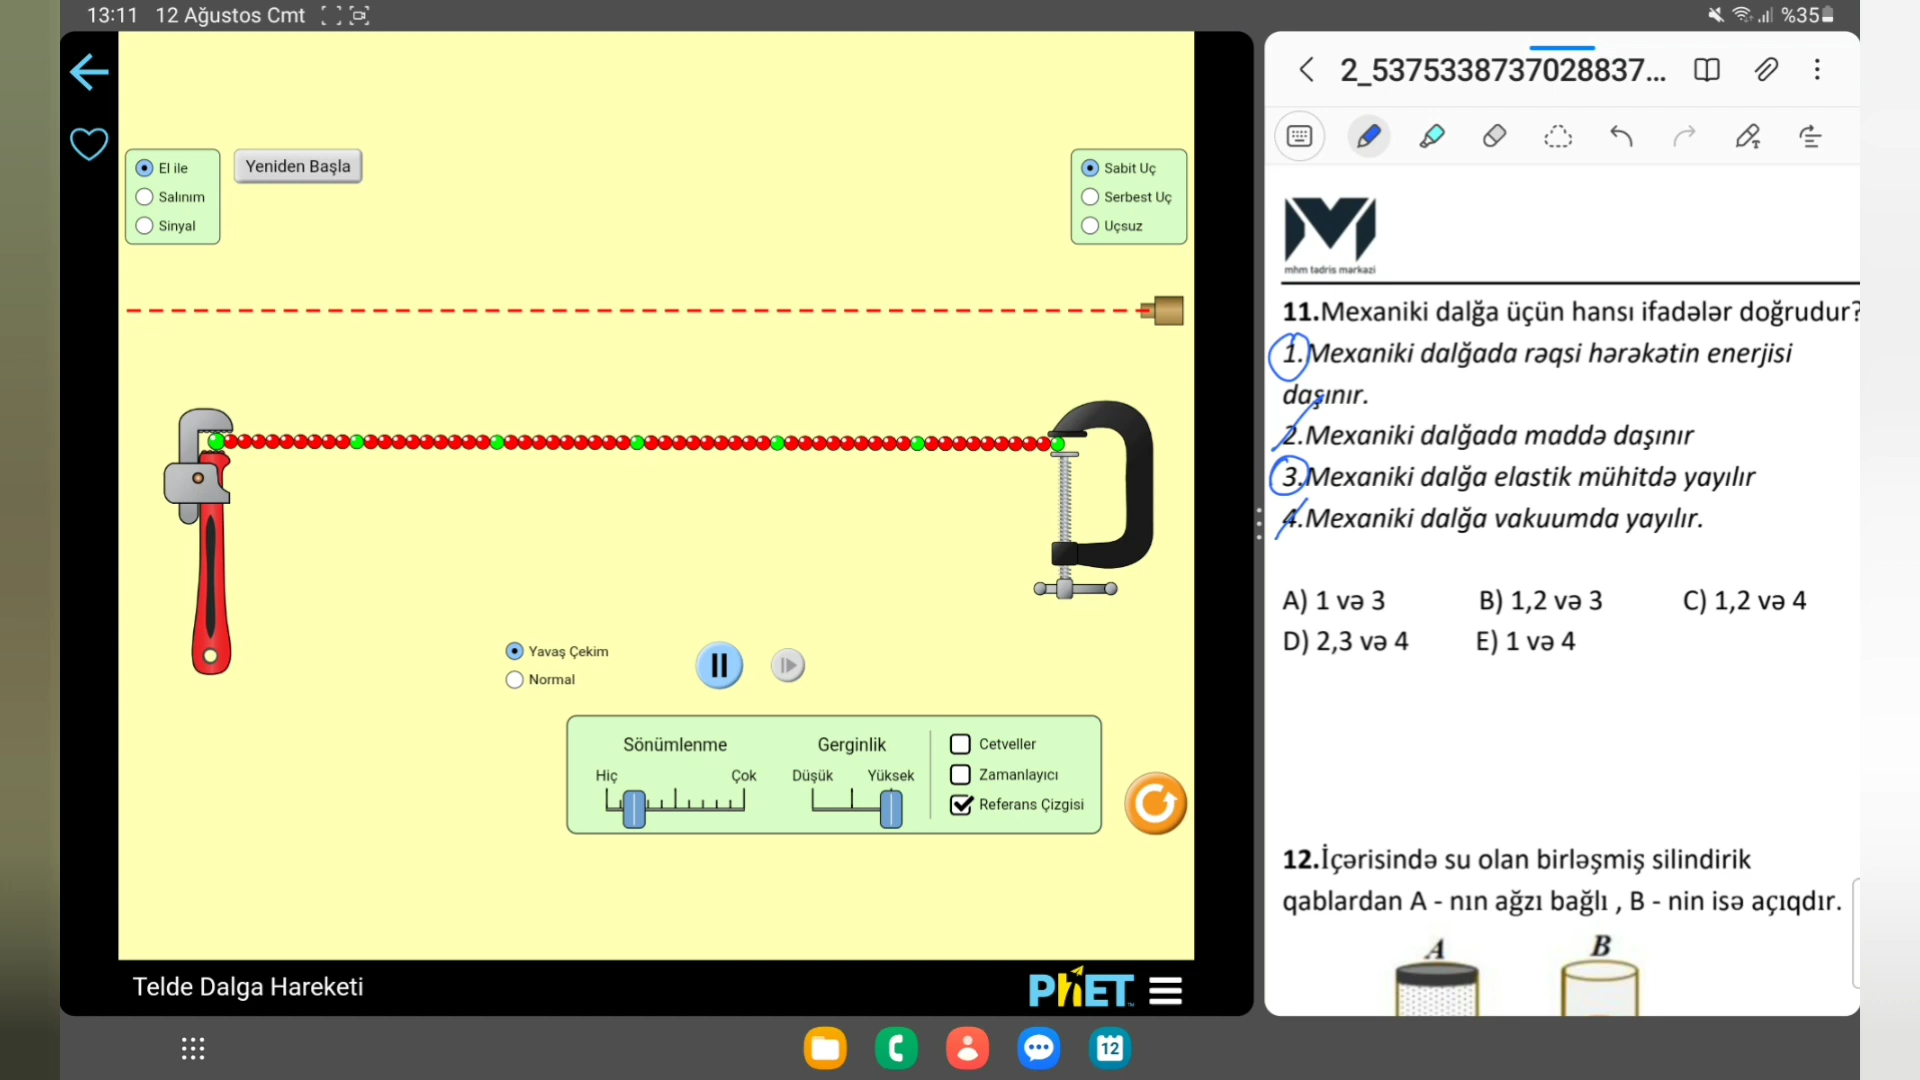 13:11 12 Ağustos Cmt
%35
El ile
Salınım
Sinyal
Yeniden Başla
Sabit Uç
Serbest Uç
Uçsuz
Yavaş Çekim
Normal
Sönümlenme
Hiç Çok
Gerginlik
Düşük Yüksek
Cetveller
Zamanlayıcı
Referans Çizgisi
Telde Dalga Hareketi
PhET
12
2_5375338737028837...
mhm tədris mərkəzi
11.Mexaniki dalğa üçün hansı ifadələr doğrudur?
1.Mexaniki dalğada rəqsi hərəkətin enerjisi
daşınır.
2.Mexaniki dalğada maddə daşınır
3.Mexaniki dalğa elastik mühitdə yayılır
4.Mexaniki dalğa vakuumda yayılır.
A) 1 və 3 B) 1,2 və 3 C) 1,2 və 4
D) 2,3 və 4 E) 1 və 4
12.İçərisində su olan birləşmiş silindirik
qablardan A - nın ağzı bağlı , B - nin isə açıqdır.
A B